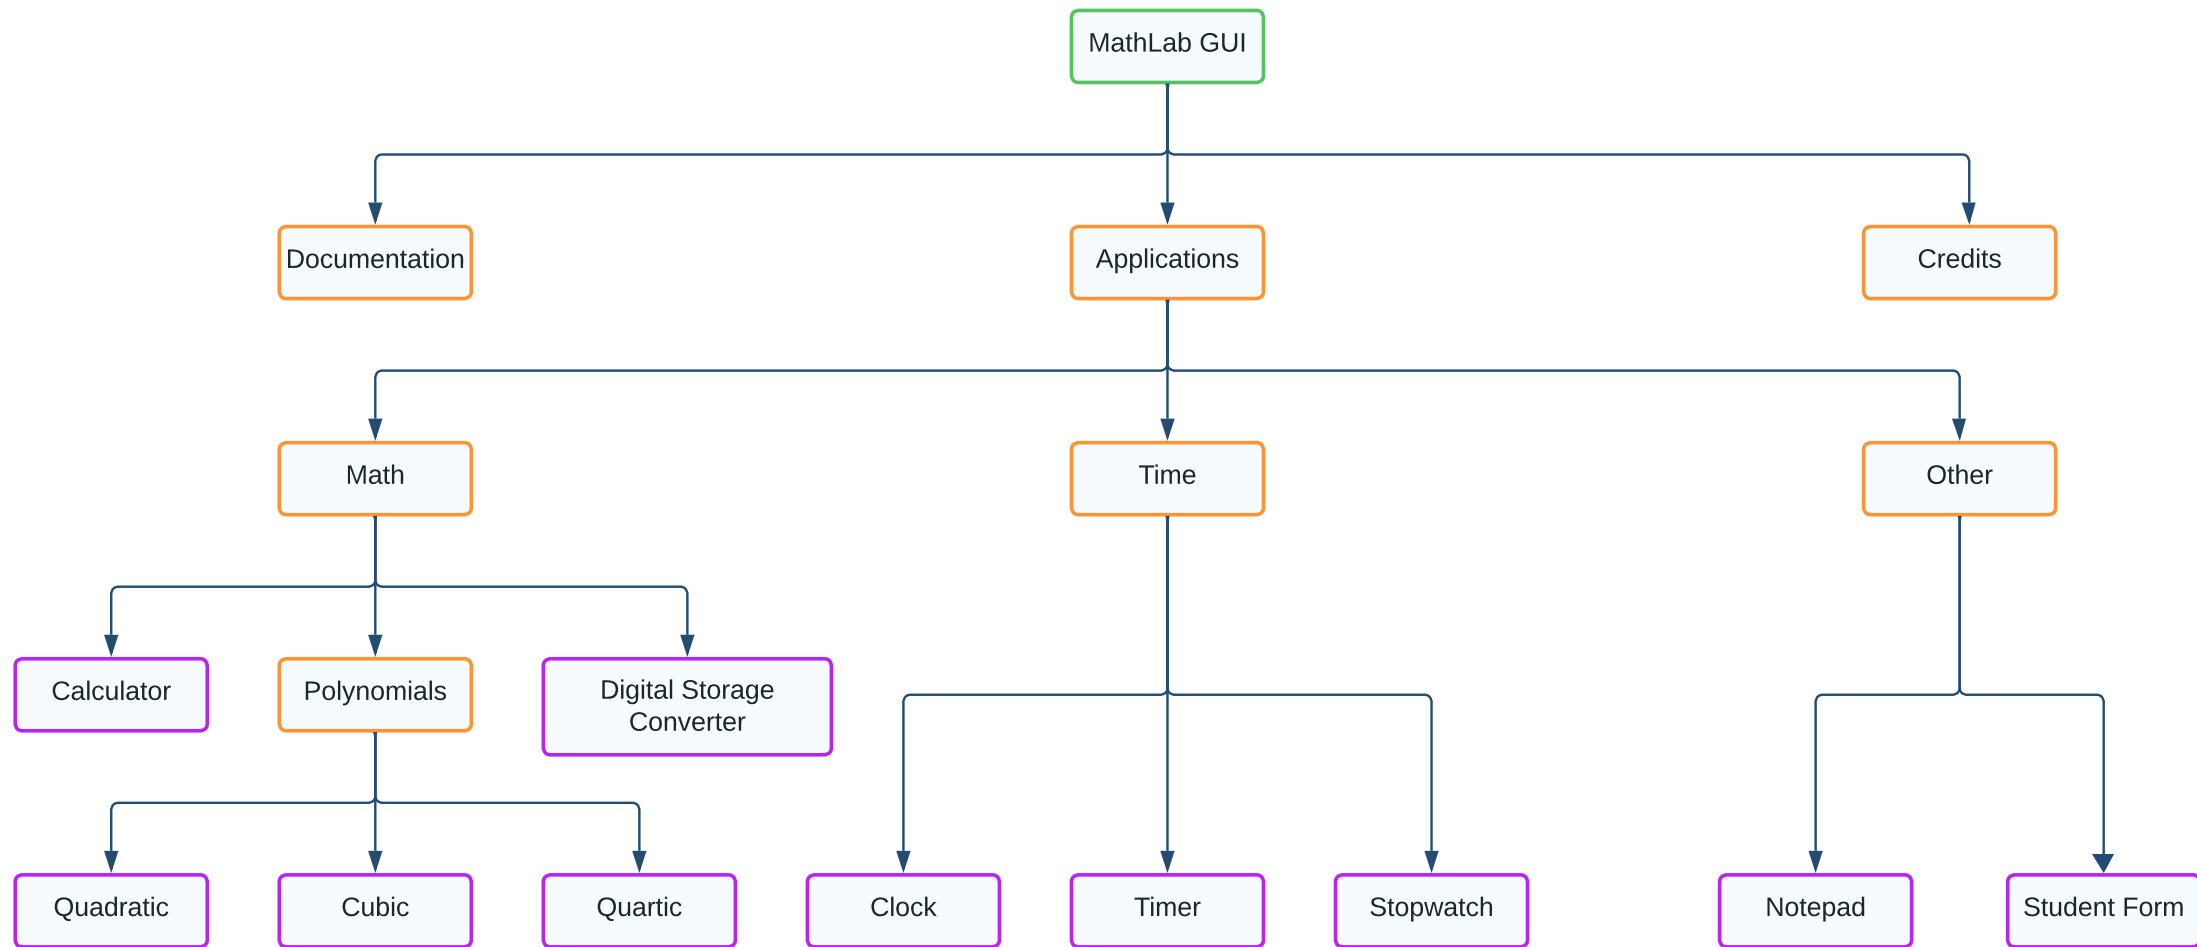 MathLab GUI
Documentation
Applications
Credits
Math
Time
Other
Calculator
Polynomials
Digital Storage
Converter
Quadratic
Cubic
Quartic
Clock
Timer
Stopwatch
Notepad
Student Form